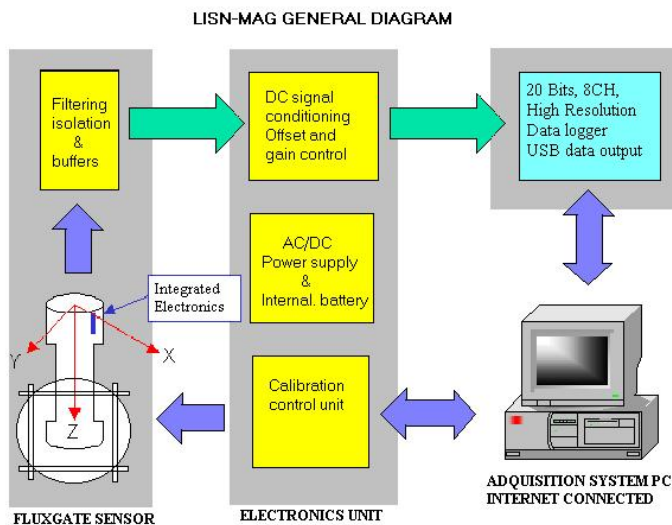 LISN-MAG GENERAL DIAGRAM
Filtering
isolation
&
buffers
DC signal
conditioning
Offset and
gain control
20 Bits, 8CH,
High Resolution
Data logger
USB data output
AC/DC
Power supply
&
Internal. battery
Integrated
Electronics
Y
X
Z
Calibration
control unit
FLUXGATE SENSOR
ELECTRONICS UNIT
ADQUISITION SYSTEM PC
INTERNET CONNECTED